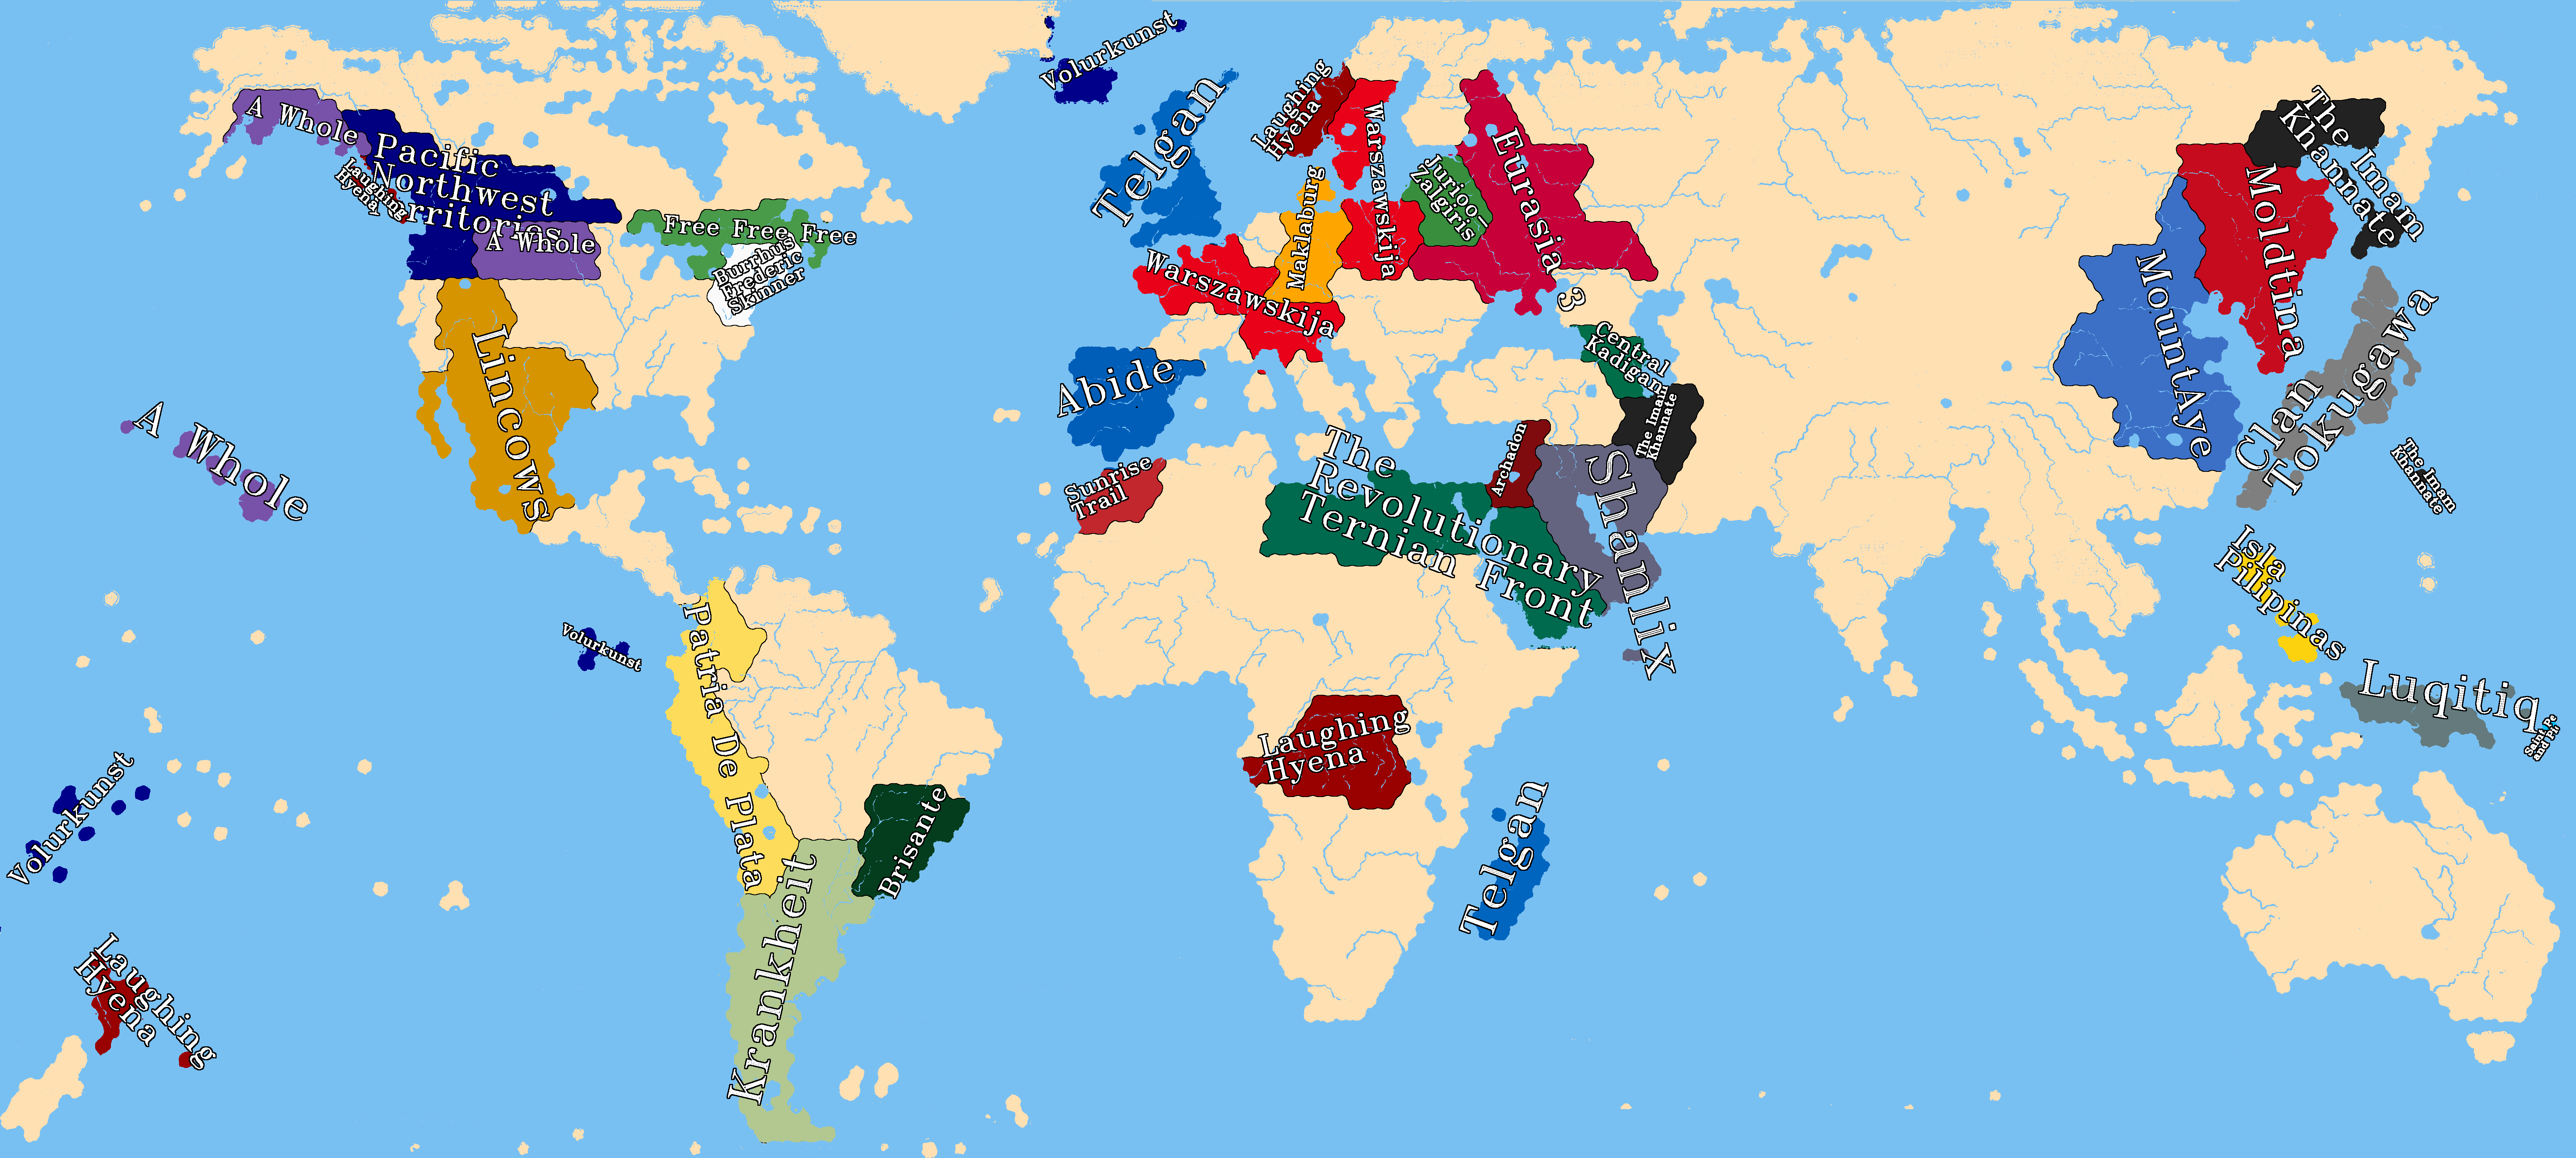 Volurkunst
A Whole
Pacific
Northwest
Territories
Laughing
Hyena
A Whole
Free Free Free
Burrhus
Frederic
Skinner
Lincows
A Whole
Telgan
Laughing
Hyena
Warszawskija
Jurioo-
Zalgiris
Eurasia 3
Maklaburg
Warszawskija
Abide
Sunrise
Trail
Central
Kadigan
The Imam
Khannate
Archadon
Shamlix
The
Revolutionary
Ternian Front
The Imam
Khannate
Moldtina
MountAye
Clan
Tokugawa
The Imam
Khannate
Isla
Pilipinas
Luqitiq
Volurkunst
Patria De Plata
Brisante
Krankheit
Laughing
Hyena
Telgan
Volurkunst
Laughing
Hyena